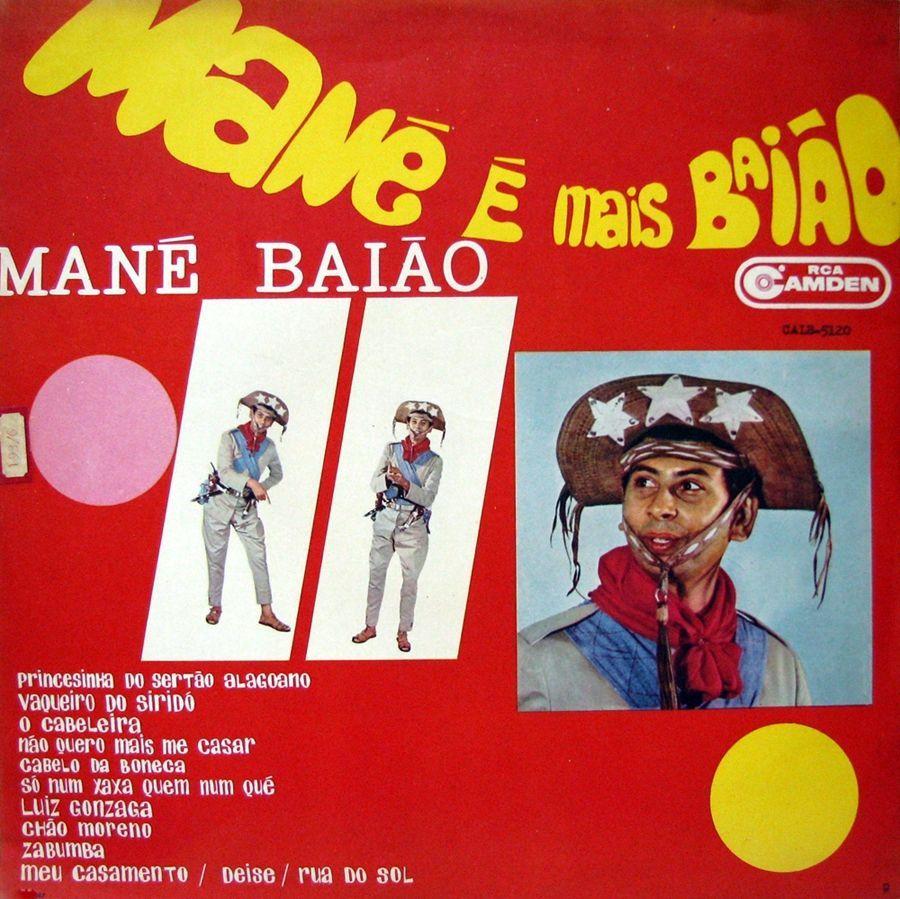 mané é mais Baião
MANÉ BAIÃO
RCA
CAMDEN
CALB-5120
Princesinha do sertão alagoano
vaqueiro do siridó
o cabeleira
não quero mais me casar
cabelo da boneca
só num xaxa quem num qué
Luiz Gonzaga
chão moreno
zabumba
meu casamento / Deise / rua do sol